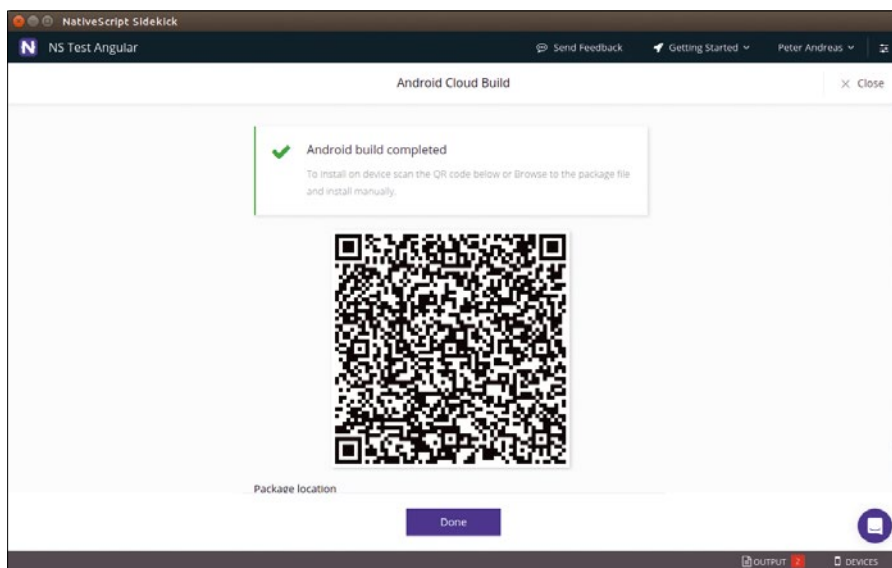 NativeScript Sidekick
N NS Test Angular Send Feedback Getting Started Peter Andreas
Android Cloud Build × Close
Android build completed
To install on device scan the QR code below or Browse to the package file
and install manually.
Package location
Done
OUTPUT 2 DEVICES